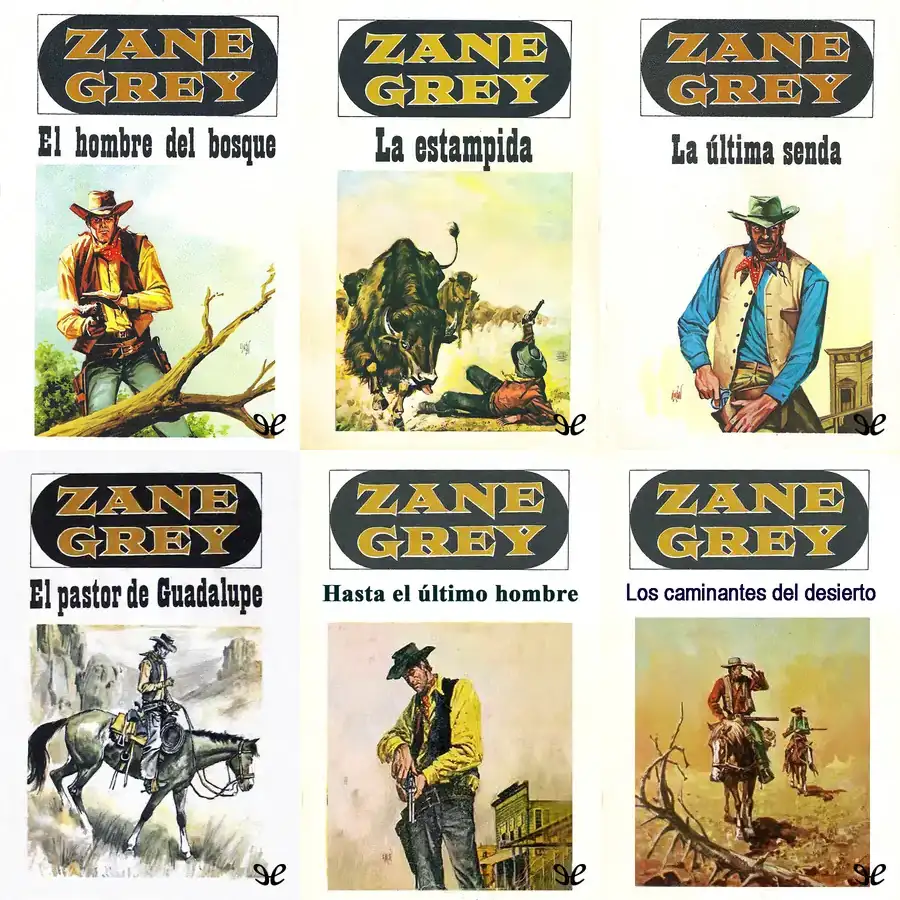 ZANE
GREY
El hombre del bosque
ZANE
GREY
La estampida
ZANE
GREY
La última senda
ZANE
GREY
El pastor de Guadalupe
ZANE
GREY
Hasta el último hombre
ZANE
GREY
Los caminantes del desierto